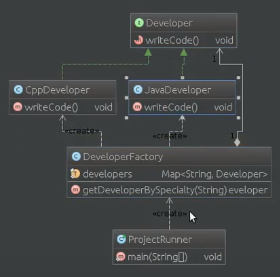 Developer
writeCode() void
1
CppDeveloper
writeCode() void
JavaDeveloper
writeCode() void
«create»
«create»
1
DeveloperFactory
developers Map<String, Developer>
getDeveloperBySpecialty(String) eveloper
«create»
ProjectRunner
main(String[]) void